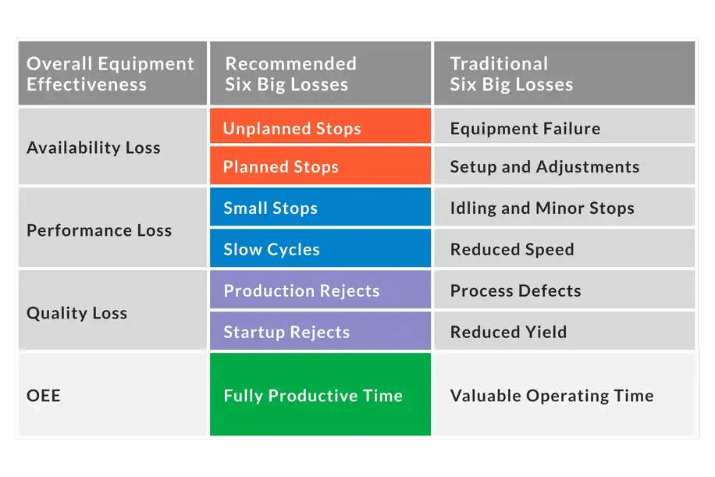 Overall Equipment
Effectiveness
Recommended
Six Big Losses
Traditional
Six Big Losses
Availability Loss
Unplanned Stops
Equipment Failure
Planned Stops
Setup and Adjustments
Performance Loss
Small Stops
Idling and Minor Stops
Slow Cycles
Reduced Speed
Quality Loss
Production Rejects
Process Defects
Startup Rejects
Reduced Yield
OEE
Fully Productive Time
Valuable Operating Time